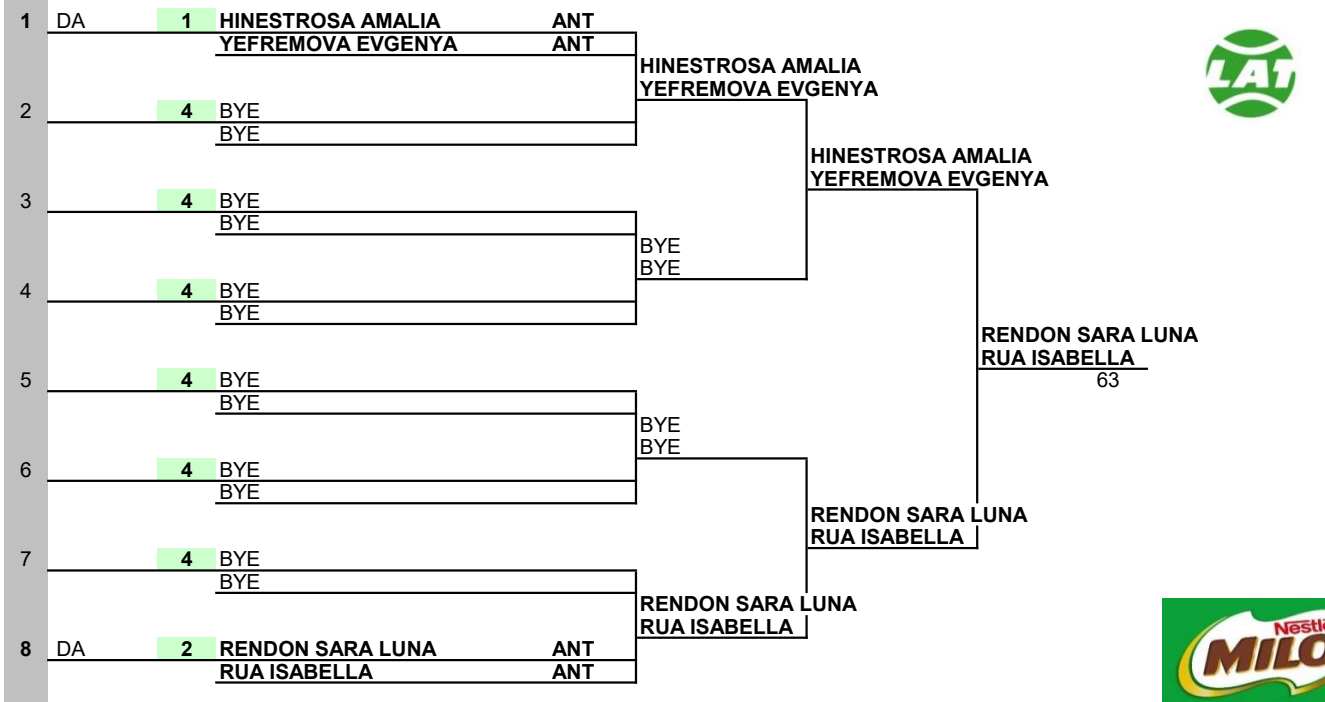 1 DA 1 HINESTROSA AMALIA ANT
YEFREMOVA EVGENYA ANT
HINESTROSA AMALIA
YEFREMOVA EVGENYA
2 4 BYE
BYE
HINESTROSA AMALIA
YEFREMOVA EVGENYA
3 4 BYE
BYE
BYE
BYE
4 4 BYE
BYE
RENDON SARA LUNA
RUA ISABELLA
63
5 4 BYE
BYE
BYE
BYE
6 4 BYE
BYE
RENDON SARA LUNA
RUA ISABELLA
7 4 BYE
BYE
RENDON SARA LUNA
RUA ISABELLA
8 DA 2 RENDON SARA LUNA ANT
RUA ISABELLA ANT
LAT
Nestlé
MILO